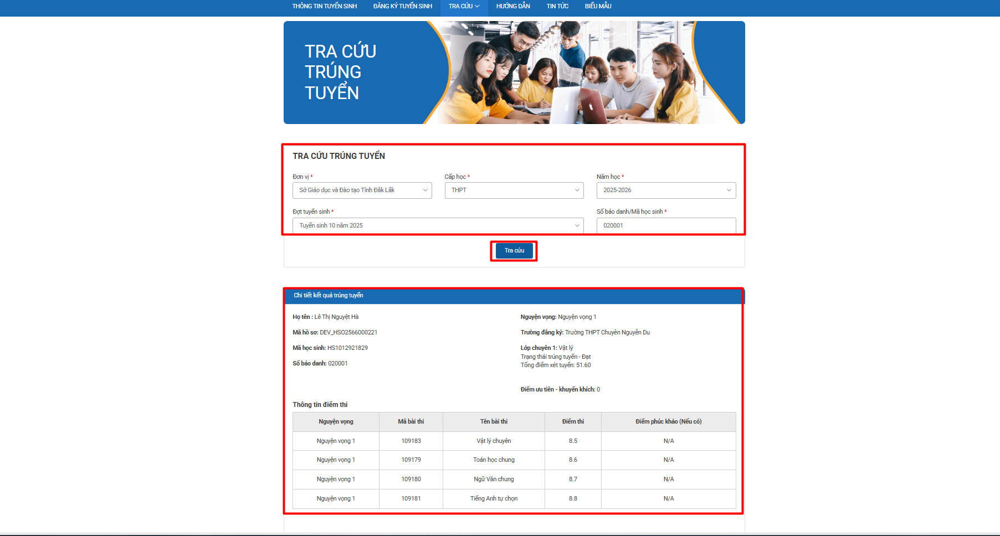 THÔNG TIN TUYỂN SINH ĐĂNG KÝ TUYỂN SINH TRA CỨU HƯỚNG DẪN TIN TỨC BIỂU MẪU
TRA CỨU
TRÚNG
TUYỂN
TRA CỨU TRÚNG TUYỂN
Đơn vị * Cấp học * Năm học *
Sở Giáo dục và Đào tạo Tỉnh Đắk Lắk THPT 2025-2026
Đợt tuyển sinh * Số báo danh/Mã học sinh *
Tuyển sinh 10 năm 2025 020001
Tra cứu
Chi tiết kết quả trúng tuyển
Họ tên : Lê Thị Nguyệt Hà Nguyện vọng: Nguyện vọng 1
Mã hồ sơ: DEV_HSO2566000221 Trường đăng ký: Trường THPT Chuyên Nguyễn Du
Mã học sinh: HS1012921829 Lớp chuyên 1: Vật lý
Trạng thái trúng tuyển - Đạt
Số báo danh: 020001 Tổng điểm xét tuyển: 51.60
Điểm ưu tiên - khuyến khích: 0
Thông tin điểm thi
Nguyện vọng Mã bài thi Tên bài thi Điểm thi Điểm phúc khảo (Nếu có)
Nguyện vọng 1 109183 Vật lý chuyên 8.5 N/A
Nguyện vọng 1 109179 Toán học chung 8.6 N/A
Nguyện vọng 1 109180 Ngữ Văn chung 8.7 N/A
Nguyện vọng 1 109181 Tiếng Anh tự chọn 8.8 N/A